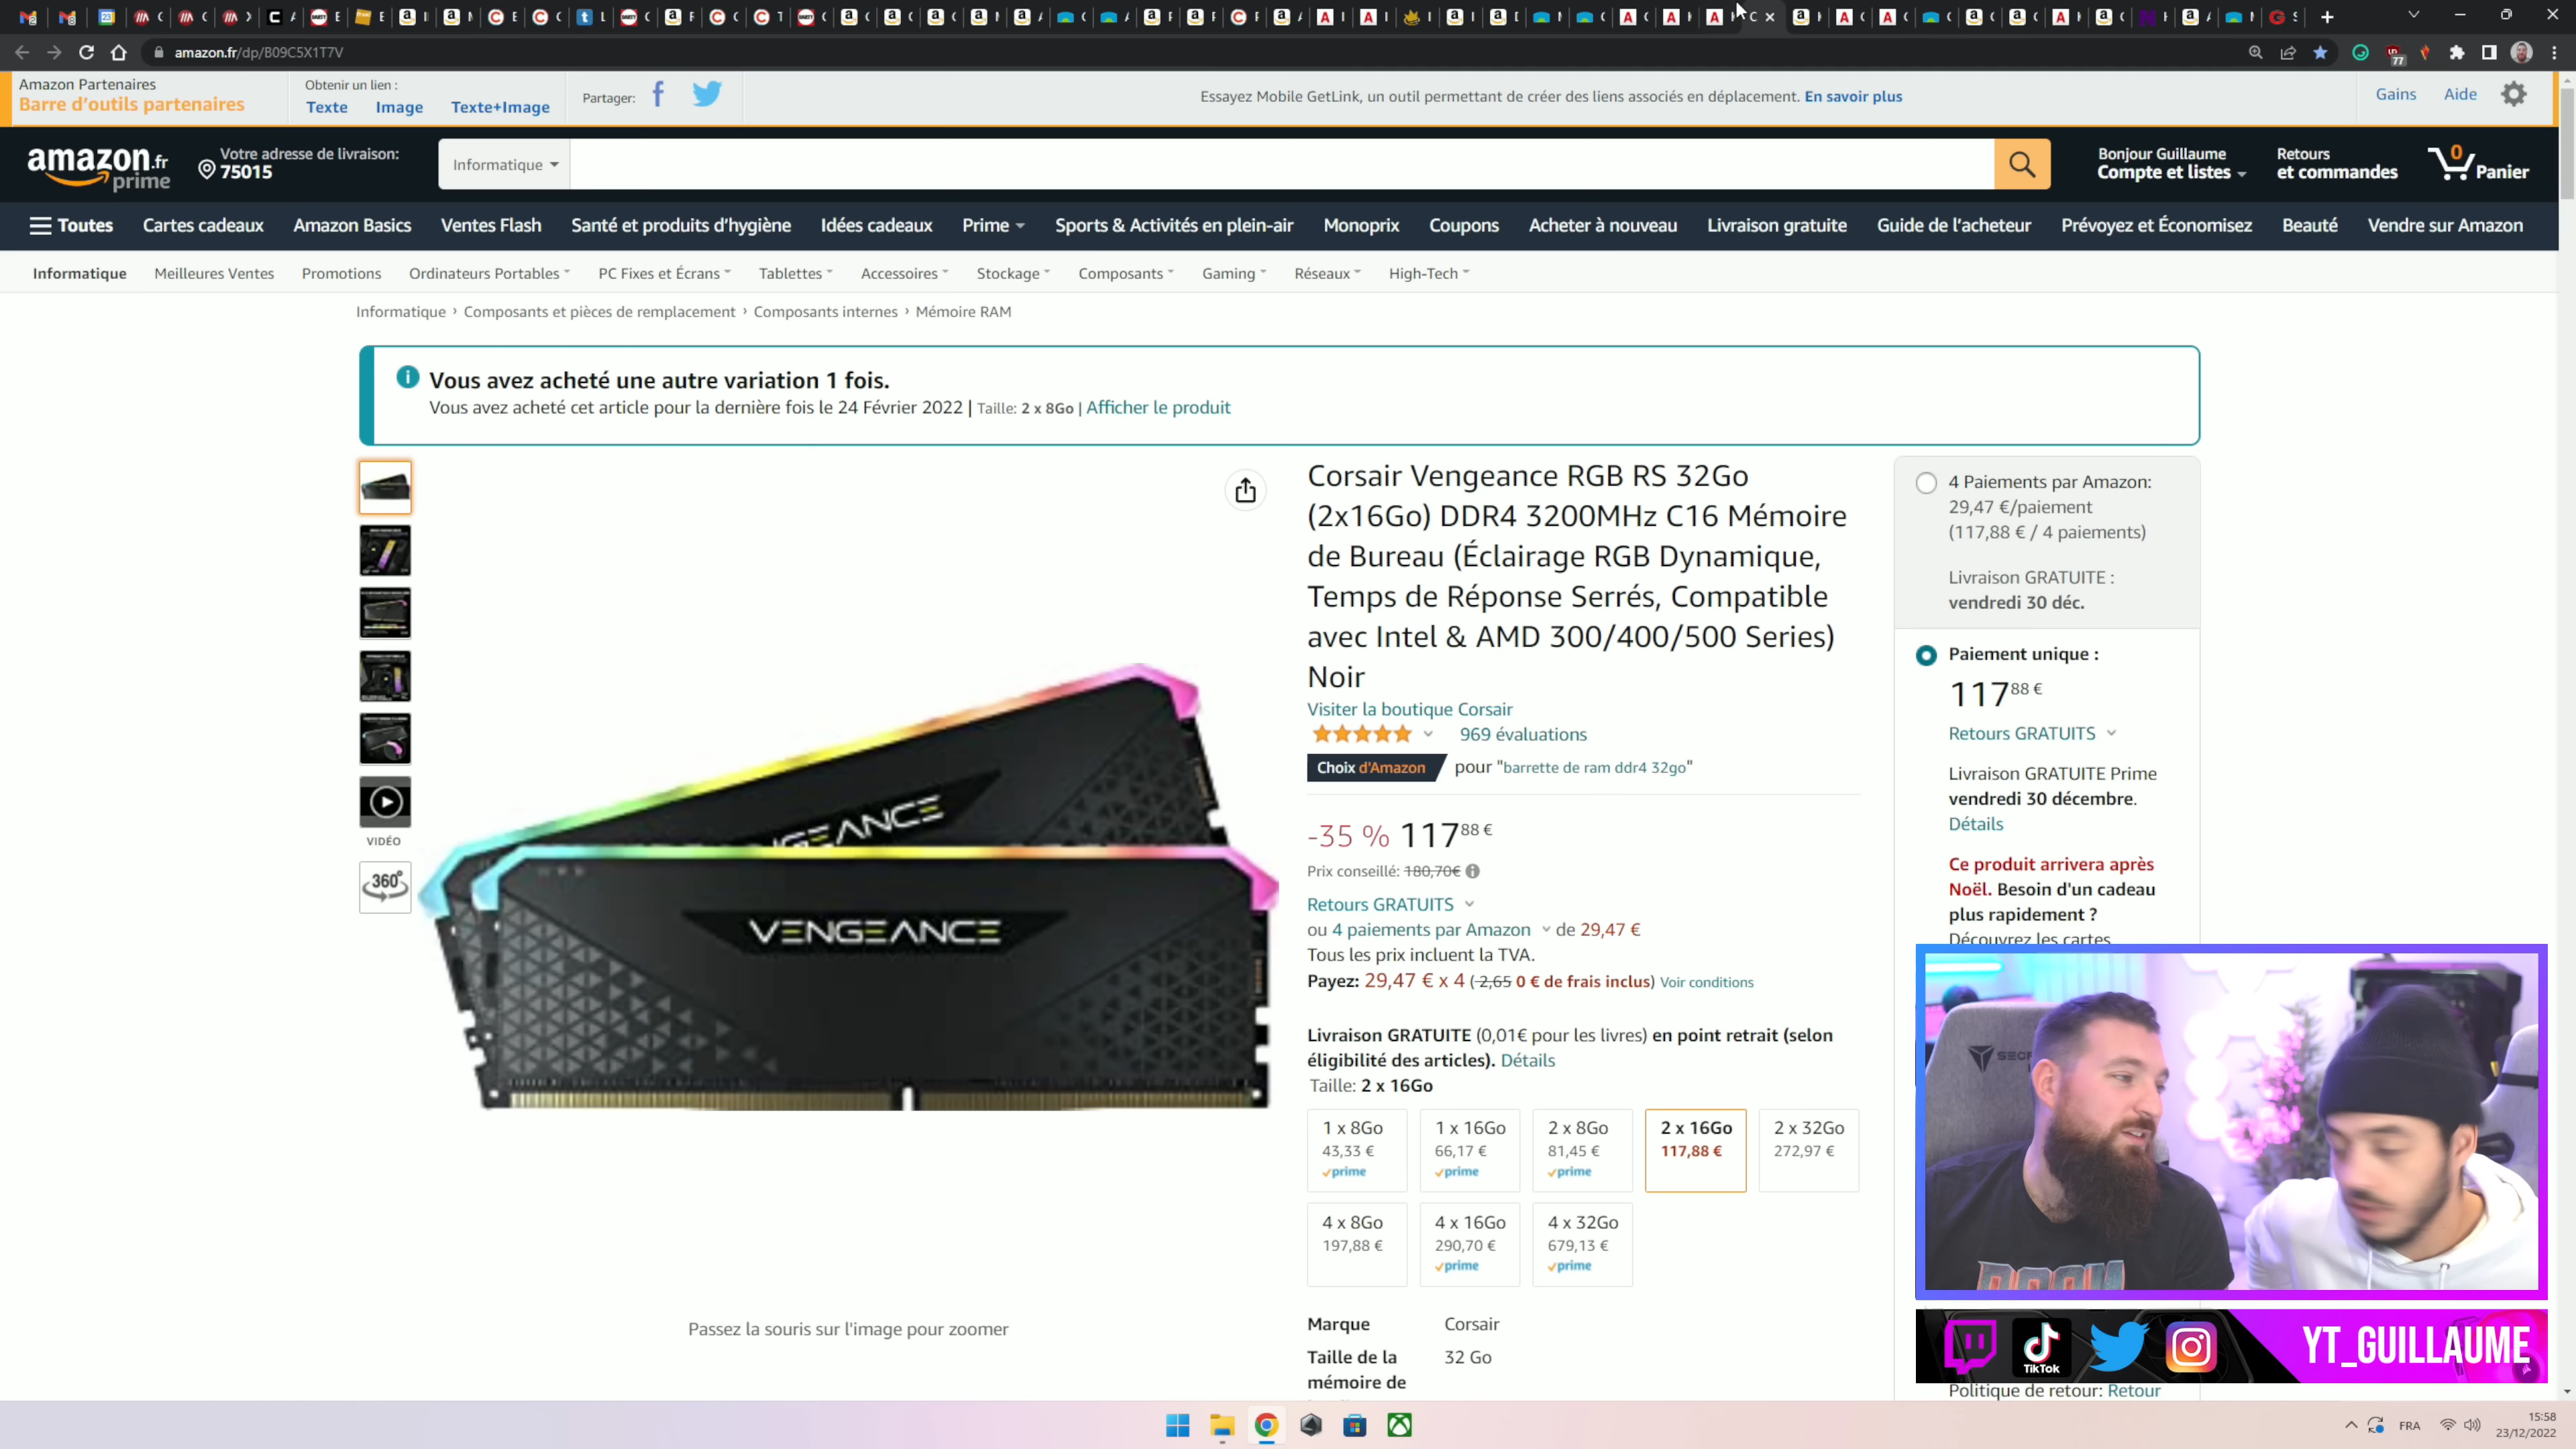 amazon.fr/dp/B09C5X1T7V
77
Amazon Partenaires
Barre d'outils partenaires
Obtenir un lien :
Texte Image Texte+Image
Partager:
Essayez Mobile GetLink, un outil permettant de créer des liens associés en déplacement. En savoir plus
Gains Aide
amazon.fr
prime
Votre adresse de livraison:
75015
Informatique
Bonjour Guillaume
Compte et listes
Retours
et commandes
0
Panier
Toutes Cartes cadeaux Amazon Basics Ventes Flash Santé et produits d'hygiène Idées cadeaux Prime Sports & Activités en plein-air Monoprix Coupons Acheter à nouveau Livraison gratuite Guide de l'acheteur Prévoyez et Économisez Beauté Vendre sur Amazon
Informatique Meilleures Ventes Promotions Ordinateurs Portables PC Fixes et Écrans Tablettes Accessoires Stockage Composants Gaming Réseaux High-Tech
Informatique › Composants et pièces de remplacement › Composants internes › Mémoire RAM
Vous avez acheté une autre variation 1 fois.
Vous avez acheté cet article pour la dernière fois le 24 Février 2022 | Taille: 2 x 8Go | Afficher le produit
VIDÉO
360°
VENGEANCE
Passez la souris sur l'image pour zoomer
Corsair Vengeance RGB RS 32Go
(2x16Go) DDR4 3200MHz C16 Mémoire
de Bureau (Éclairage RGB Dynamique,
Temps de Réponse Serrés, Compatible
avec Intel & AMD 300/400/500 Series)
Noir
Visiter la boutique Corsair
969 évaluations
Choix d'Amazon pour "barrette de ram ddr4 32go"
-35 % 117,88 €
Prix conseillé: 180,70€
Retours GRATUITS
ou 4 paiements par Amazon de 29,47 €
Tous les prix incluent la TVA.
Payez: 29,47 € x 4 (2,65 0 € de frais inclus) Voir conditions
Livraison GRATUITE (0,01€ pour les livres) en point retrait (selon
éligibilité des articles). Détails
Taille: 2 x 16Go
1 x 8Go 1 x 16Go 2 x 8Go 2 x 16Go 2 x 32Go
43,33 € 66,17 € 81,45 € 117,88 € 272,97 €
prime prime prime
4 x 8Go 4 x 16Go 4 x 32Go
197,88 € 290,70 € 679,13 €
prime prime
Marque Corsair
Taille de la 32 Go
mémoire de
4 Paiements par Amazon:
29,47 €/paiement
(117,88 € / 4 paiements)
Livraison GRATUITE :
vendredi 30 déc.
Paiement unique :
117,88 €
Retours GRATUITS
Livraison GRATUITE Prime
vendredi 30 décembre.
Détails
Ce produit arrivera après
Noël. Besoin d'un cadeau
plus rapidement ?
Découvrez les cartes
TikTok
YT_GUILLAUME
Politique de retour: Retour
FRA
15:58
23/12/2022